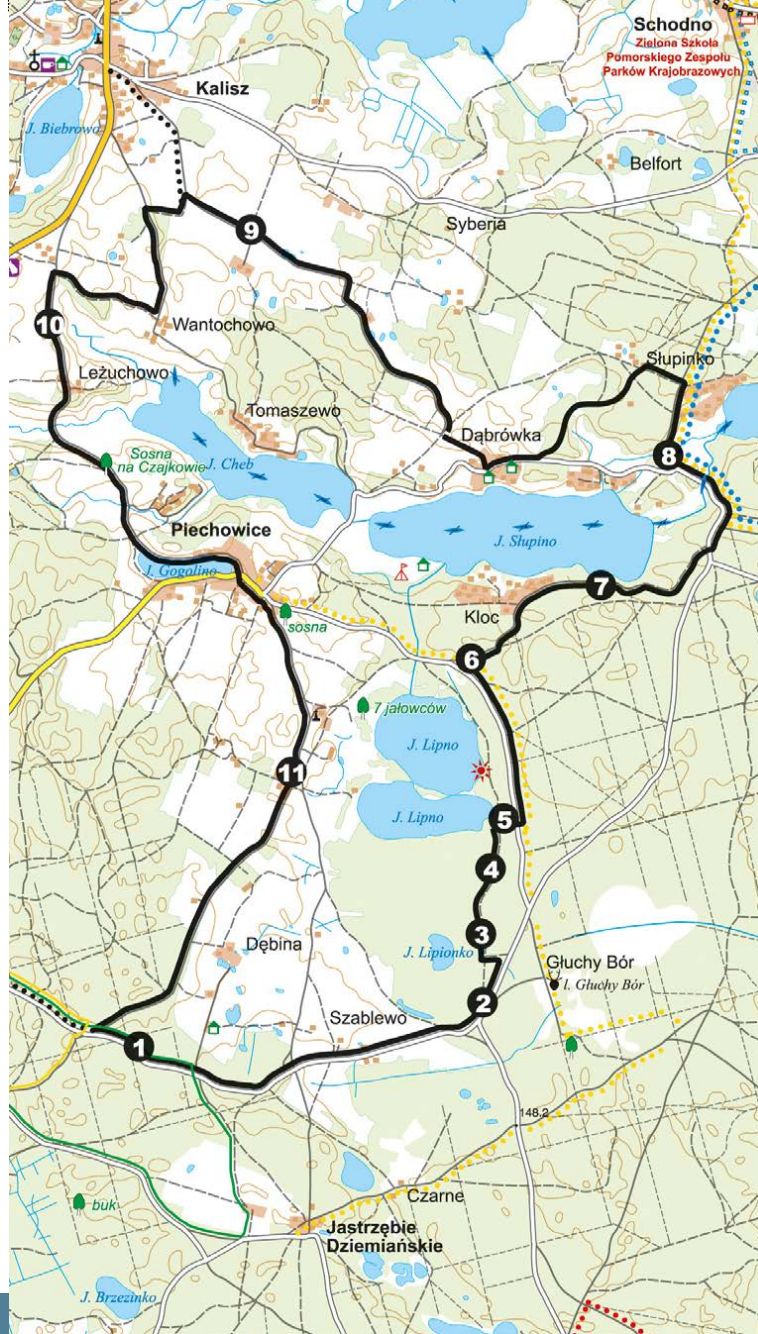 Schodno
Zielona Szkoła
Pomorskiego Zespołu
Parków Krajobrazowych
Kalisz
J. Biebrowo
Belfort
Syberia
9
10
Wantochowo
Słupinko
Leżuchowo
Tomaszewo
Dąbrówka
Sosna
na Czajkowie
J. Cheb
8
Piechowice
J. Słupino
J. Gogolino
7
Kloc
sosna
6
7 jałowców
J. Lipno
11
J. Lipno
5
4
3
Dębina
J. Lipionko
Głuchy Bór
l. Głuchy Bór
2
Szablewo
1
148,2
Czarne
buk
Jastrzębie
Dziemiańskie
J. Brzezinko